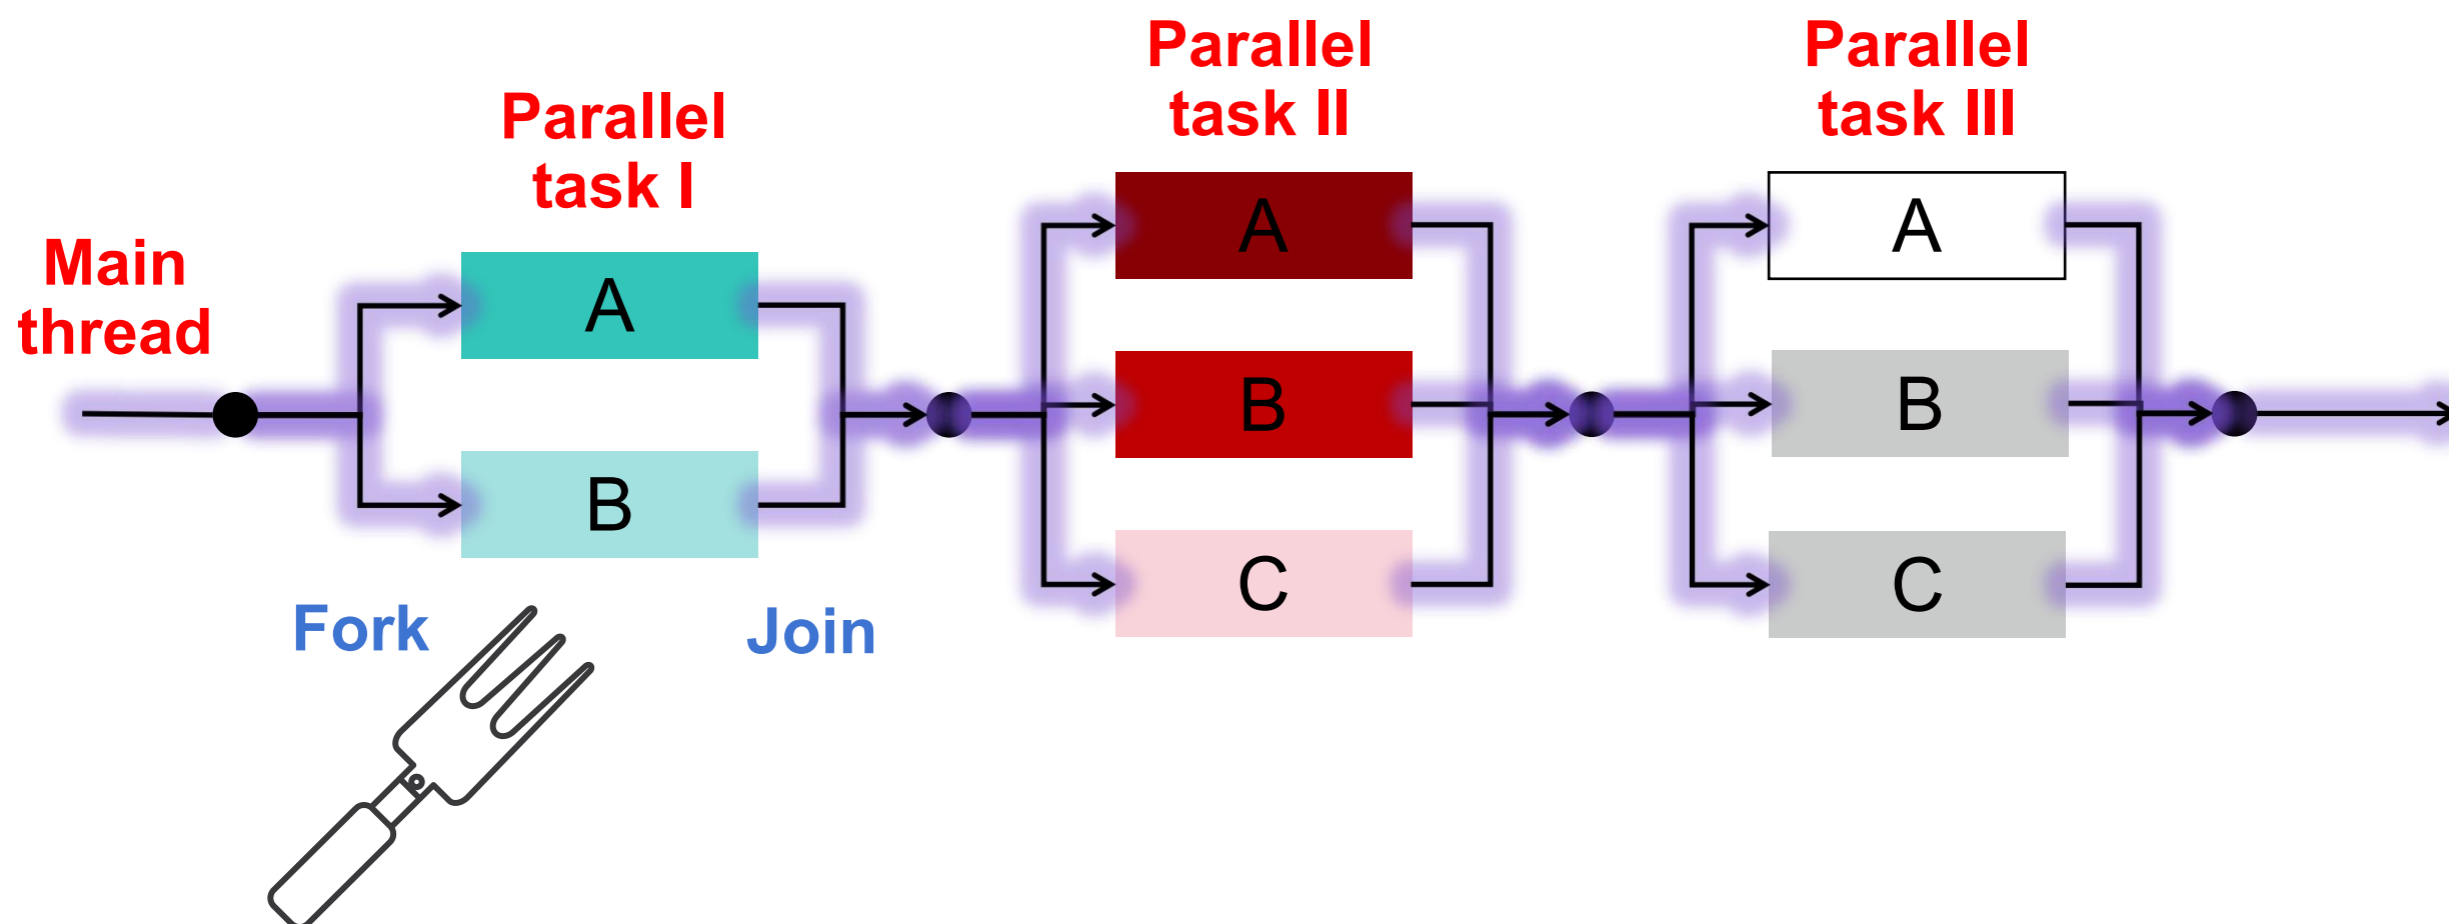 Main
thread
Parallel
task I
A
B
Fork
Join
Parallel
task II
A
B
C
Parallel
task III
A
B
C